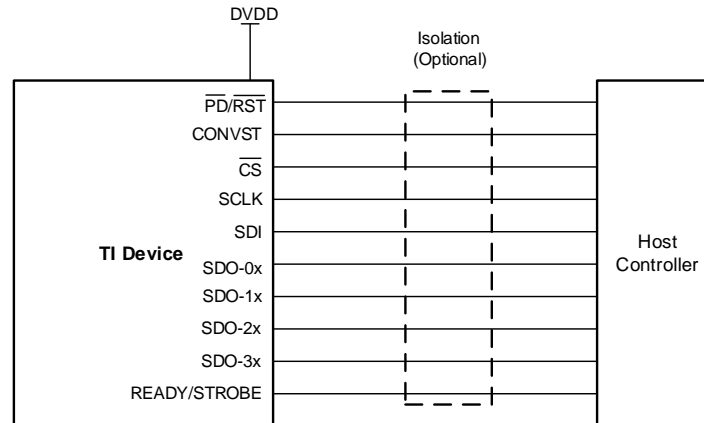 DVDD
Isolation
(Optional)
PD/RST
CONVST
CS
SCLK
SDI
TI Device
Host
Controller
SDO-0x
SDO-1x
SDO-2x
SDO-3x
READY/STROBE